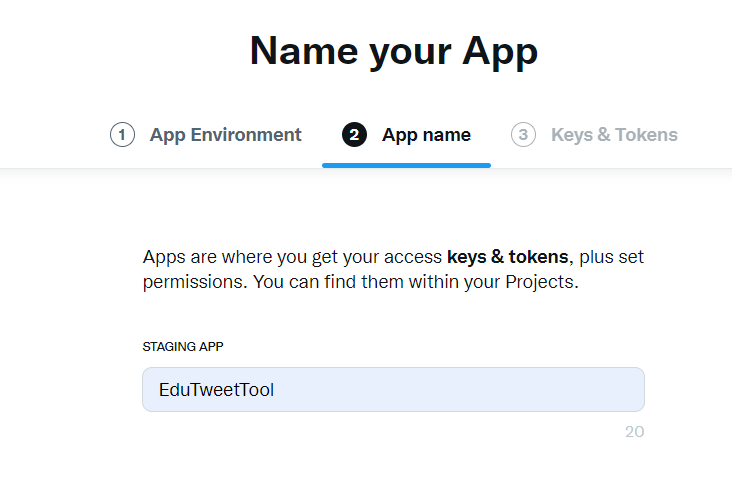 Name your App
1 App Environment 2 App name 3 Keys & Tokens
Apps are where you get your access keys & tokens, plus set
permissions. You can find them within your Projects.
STAGING APP
EduTweetTool
20